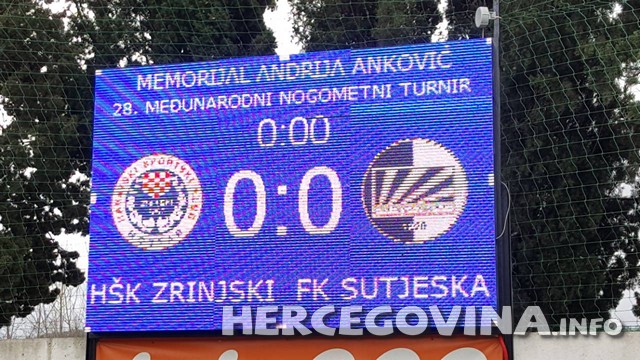 MEMORIJAL ANDRIJA ANKOVIĆ
28. MEĐUNARODNI NOGOMETNI TURNIR
0:00
0:0
HŠK ZRINJSKI FK SUTJESKA
HERCEGOVINA.INFO